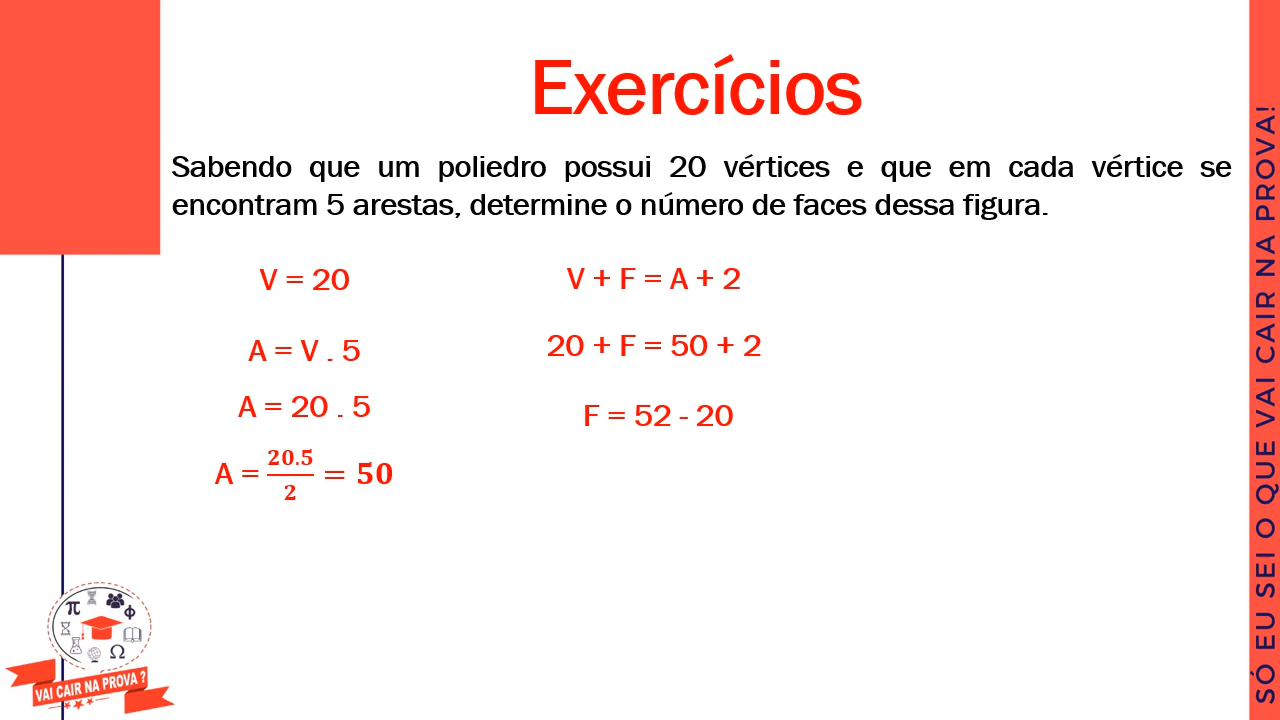 Exercícios
Sabendo que um poliedro possui 20 vértices e que em cada vértice se
encontram 5 arestas, determine o número de faces dessa figura.
V = 20
A = V . 5
A = 20 . 5
A = 20.5/2 = 50
V + F = A + 2
20 + F = 50 + 2
F = 52 - 20
π
Φ
Ω
VAI CAIR NA PROVA ?
SÓ EU SEI O QUE VAI CAIR NA PROVA!